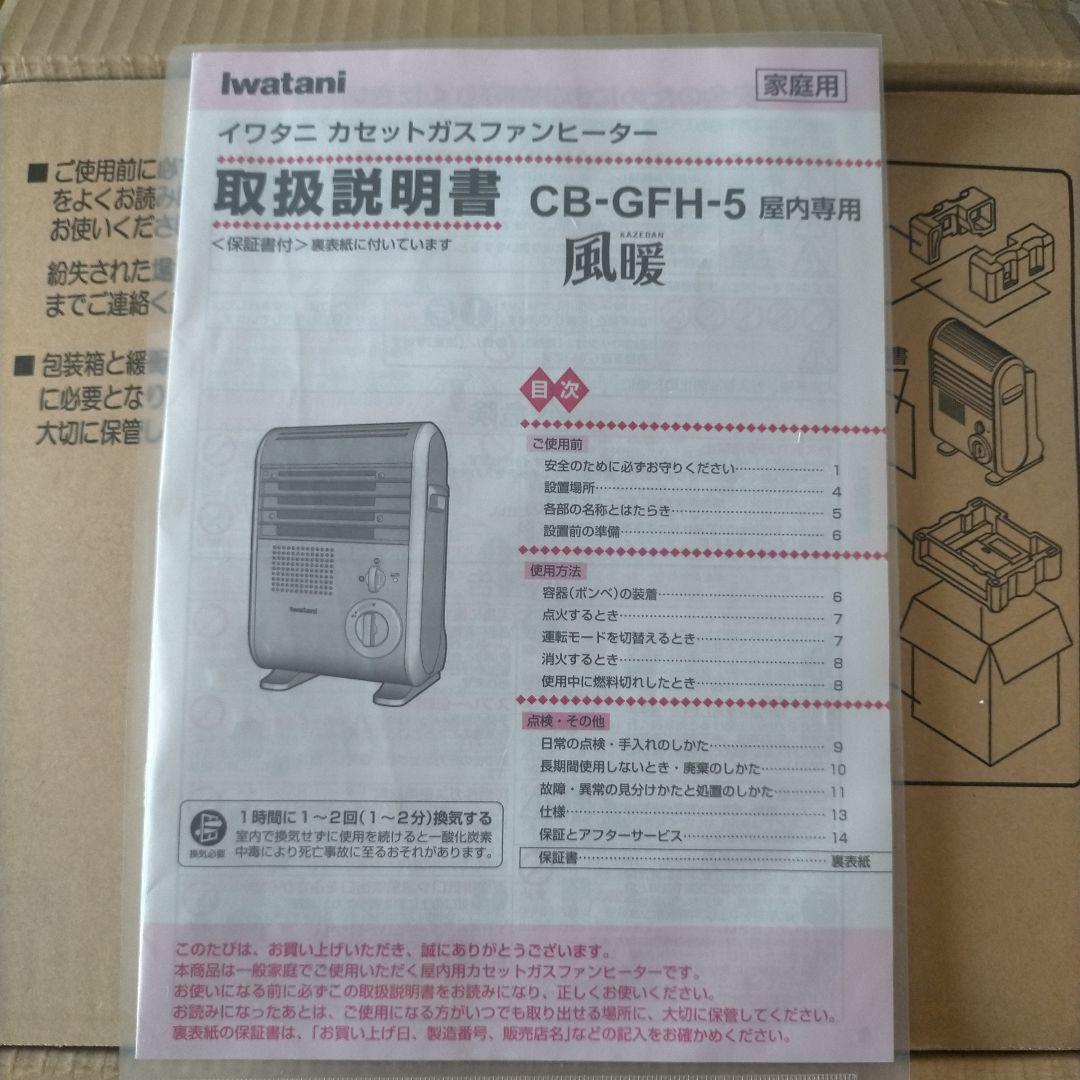 Iwatani
家庭用
イワタニ カセットガスファンヒーター
取扱説明書 CB-GFH-5 屋内専用
<保証書付>裏表紙に付いています
KAZEDAN
風暖
目次
ご使用前
安全のために必ずお守りください…………………… 1
設置場所…………………… 4
各部の名称とはたらき…………………… 5
設置前の準備…………………… 6
使用方法
容器(ボンベ)の装着…………………… 6
点火するとき…………………… 7
運転モードを切替えるとき…………………… 7
消火するとき…………………… 8
使用中に燃料切れしたとき…………………… 8
点検・その他
日常の点検・手入れのしかた…………………… 9
長期間使用しないとき・廃棄のしかた………… 10
故障・異常の見分けかたと処置のしかた……… 11
仕様…………………… 13
保証とアフターサービス…………………… 14
保証書…………………… 裏表紙
Iwatani
換気必要
1時間に1~2回(1~2分)換気する
室内で換気せずに使用を続けると一酸化炭素
中毒により死亡事故に至るおそれがあります。
このたびは、お買い上げいただき、誠にありがとうございます。
本商品は一般家庭でご使用いただく屋内用カセットガスファンヒーターです。
お使いになる前に必ずこの取扱説明書をお読みになり、正しくお使いください。
お読みになったあとは、ご使用になる方がいつでも取り出せる場所に、大切に保管してください。
裏表紙の保証書は、「お買い上げ日、製造番号、販売店名」などの記入をお確かめください。
■ご使用前に必
をよくお読み
お使いくださ
紛失された場
までご連絡く
■包装箱と緩
に必要となり
大切に保管し
書